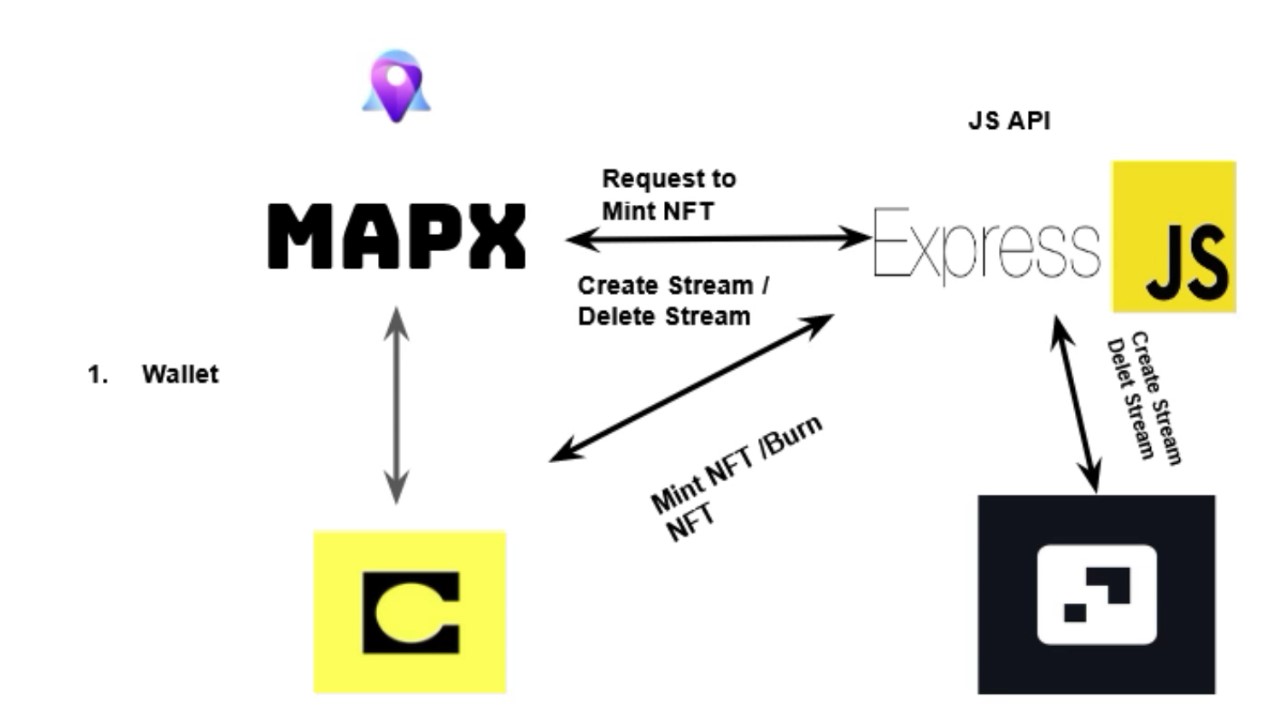 JS API
Request to
Mint NFT
MAPX
Express
JS
Create Stream /
Delete Stream
1. Wallet
Create Stream
Delet Stream
Mint NFT /Burn
NFT